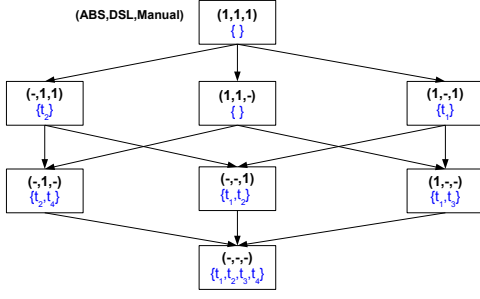 (ABS,DSL,Manual)
(1,1,1)
{ }
(-,1,1)
{t₂}
(1,1,-)
{ }
(1,-,1)
{t₁}
(-,1,-)
{t₂,t₄}
(-,-,1)
{t₁,t₂}
(1,-,-)
{t₁,t₃}
(-,-,-)
{t₁,t₂,t₃,t₄}